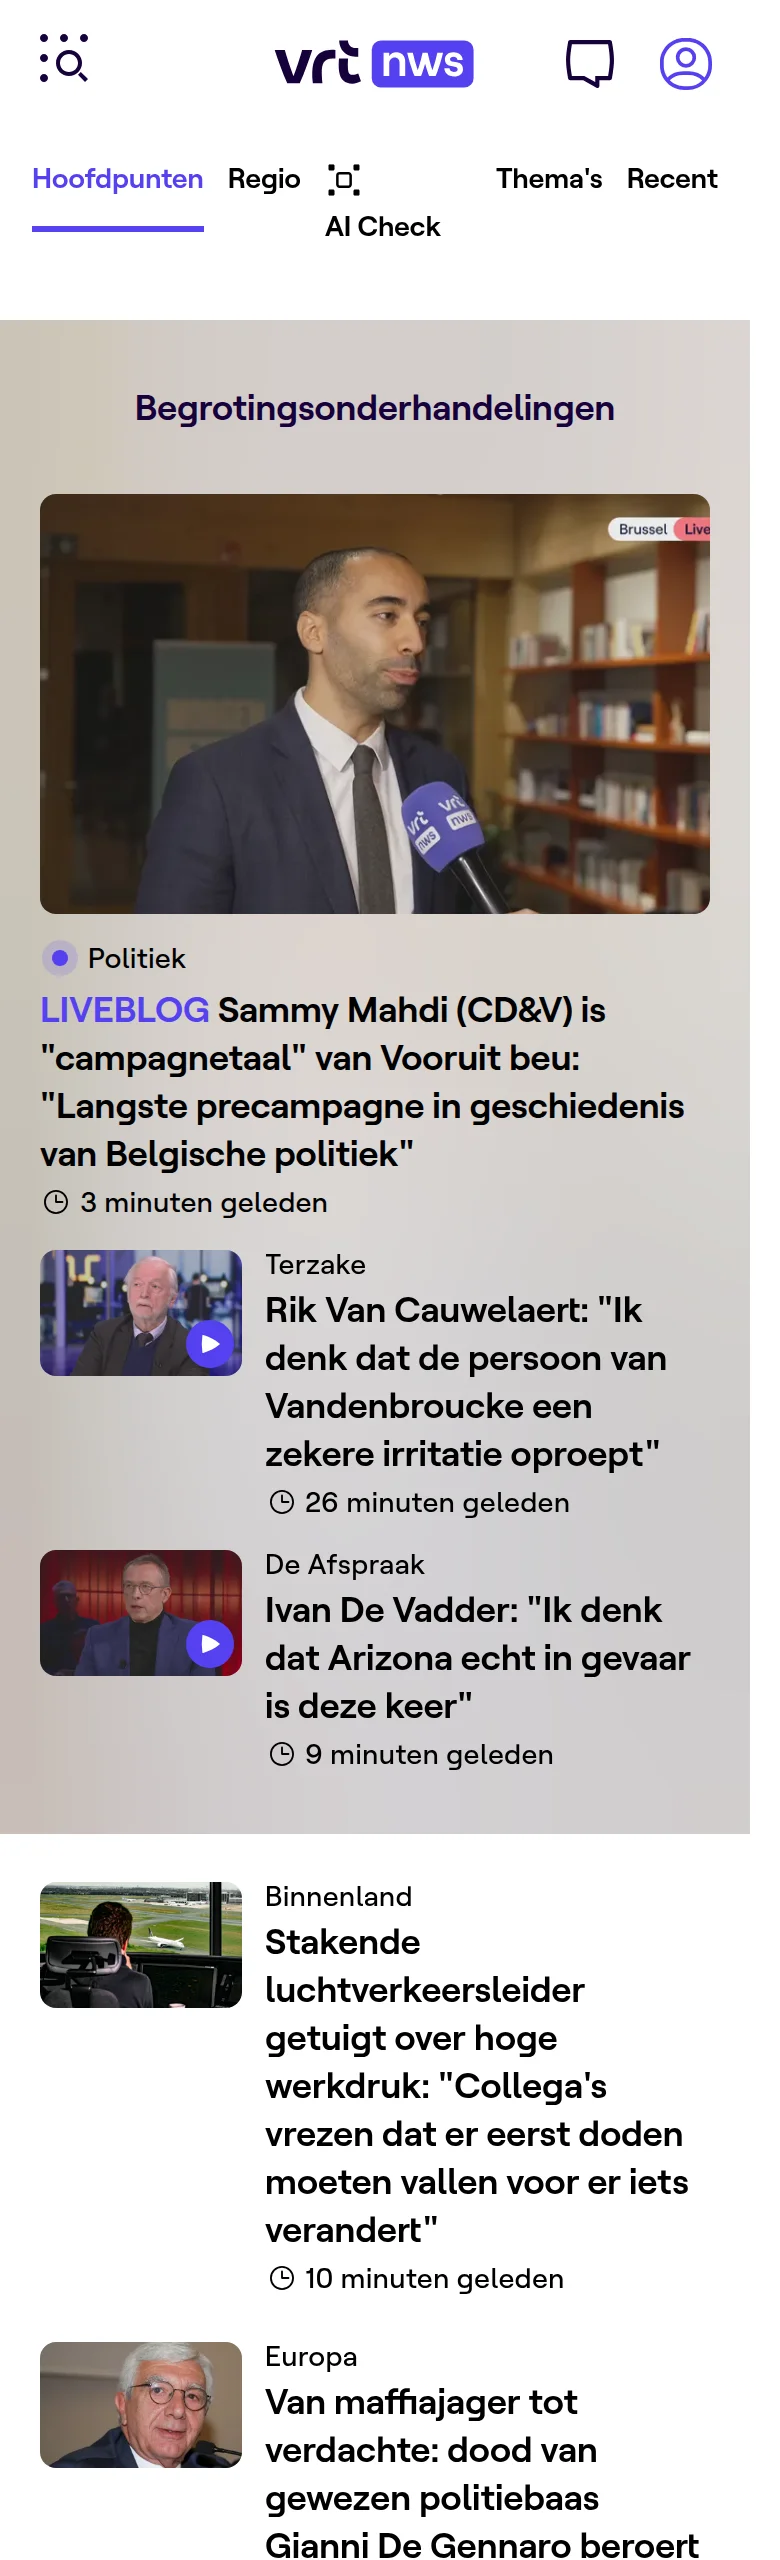 vrt nws
Hoofdpunten Regio AI Check Thema's Recent
Begrotingsonderhandelingen
Brussel Live
vrt vrt
nws nws
Politiek
LIVEBLOG Sammy Mahdi (CD&V) is
"campagnetaal" van Vooruit beu:
"Langste precampagne in geschiedenis
van Belgische politiek"
3 minuten geleden
Terzake
Rik Van Cauwelaert: "Ik
denk dat de persoon van
Vandenbroucke een
zekere irritatie oproept"
26 minuten geleden
De Afspraak
Ivan De Vadder: "Ik denk
dat Arizona echt in gevaar
is deze keer"
9 minuten geleden
Binnenland
Stakende
luchtverkeersleider
getuigt over hoge
werkdruk: "Collega's
vrezen dat er eerst doden
moeten vallen voor er iets
verandert"
10 minuten geleden
Europa
Van maffiajager tot
verdachte: dood van
gewezen politiebaas
Gianni De Gennaro beroert